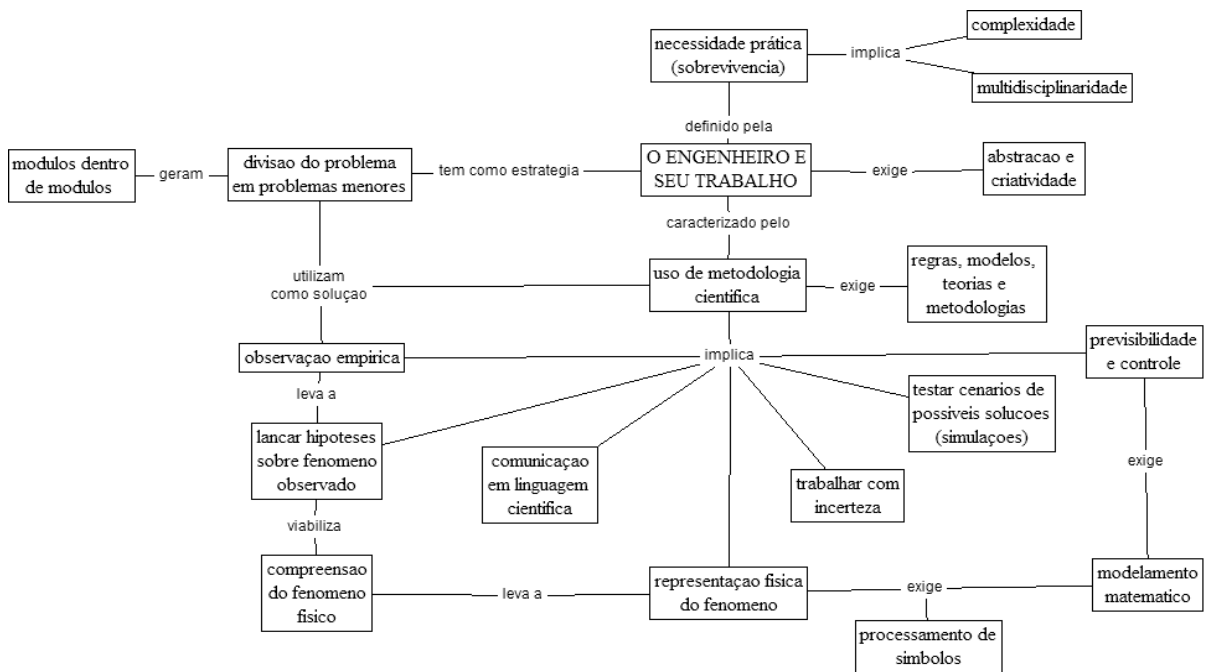 complexidade
necessidade prática
(sobrevivencia)
implica
multidisciplinaridade
definido pela
modulos dentro
de modulos
geram
divisao do problema
em problemas menores
tem como estrategia
O ENGENHEIRO E
SEU TRABALHO
exige
abstracao e
criatividade
caracterizado pelo
utilizam
como soluçao
uso de metodologia
cientifica
exige
regras, modelos,
teorias e
metodologias
observaçao empirica
implica
previsibilidade
e controle
leva a
testar cenarios de
possiveis solucoes
(simulaçoes)
lancar hipoteses
sobre fenomeno
observado
comunicaçao
em linguagem
cientifica
trabalhar com
incerteza
exige
viabiliza
compreensao
do fenomeno
fisico
leva a
representaçao fisica
do fenomeno
exige
modelamento
matematico
processamento de
simbolos